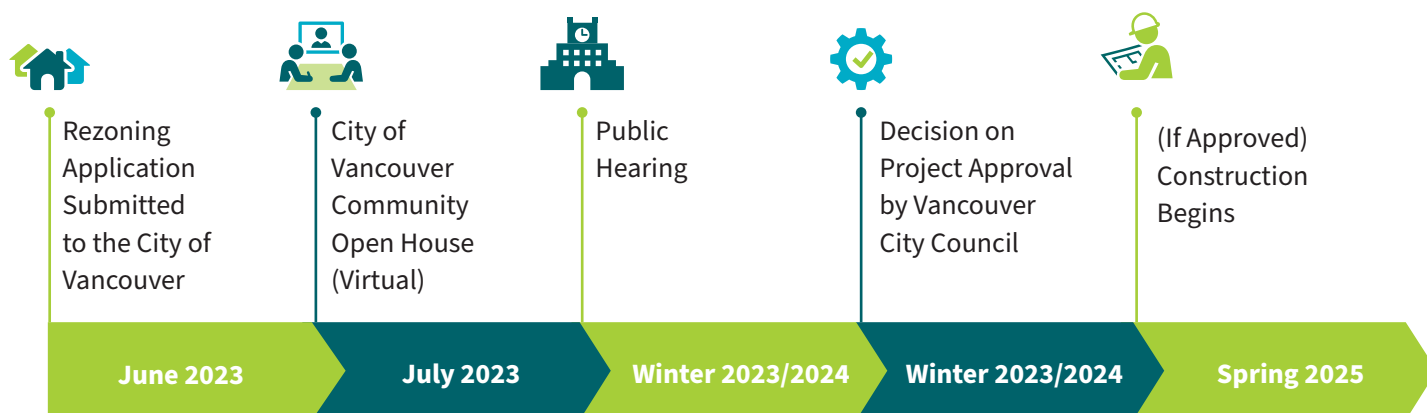 Rezoning
Application
Submitted
to the City of
Vancouver
City of
Vancouver
Community
Open House
(Virtual)
Public
Hearing
Decision on
Project Approval
by Vancouver
City Council
(If Approved)
Construction
Begins
June 2023
July 2023
Winter 2023/2024
Winter 2023/2024
Spring 2025